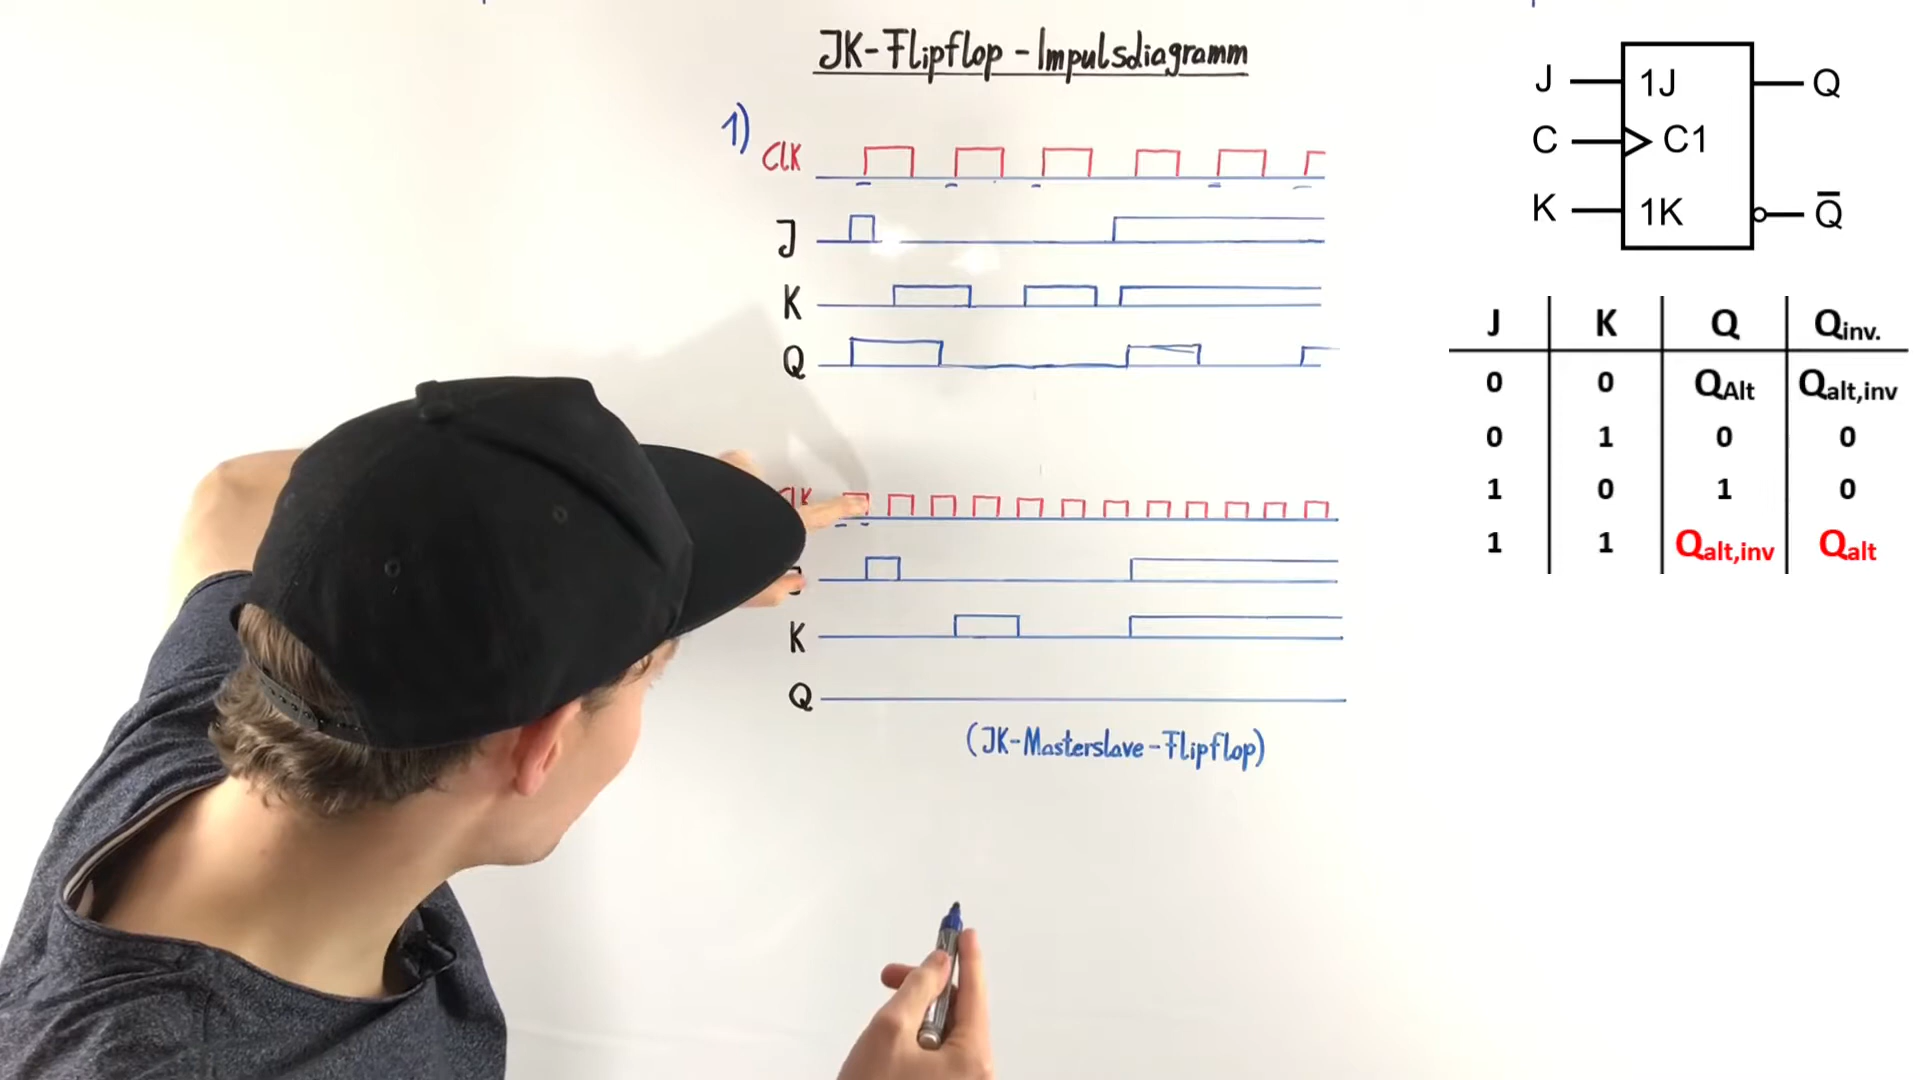 JK-Flipflop-Impulsdiagramm
1)
CLK
J
K
Q
CLK
K
Q
(JK-Masterslave-Flipflop)
J 1J Q
C C1
K 1K Q̅
J K Q Qinv.
0 0 QAlt Qalt,inv
0 1 0 0
1 0 1 0
1 1 Qalt,inv Qalt